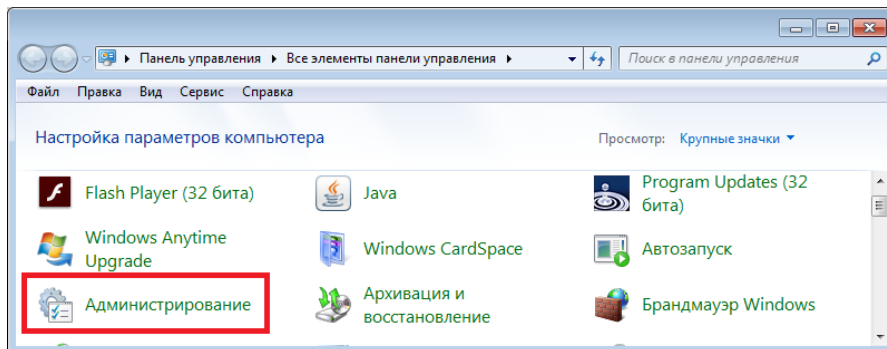 Панель управления ▸ Все элементы панели управления ▸
Поиск в панели управления
Файл Правка Вид Сервис Справка
Настройка параметров компьютера
Просмотр: Крупные значки
Flash Player (32 бита)
Java
Program Updates (32
бита)
Windows Anytime
Upgrade
Windows CardSpace
Автозапуск
Администрирование
Архивация и
восстановление
Брандмауэр Windows